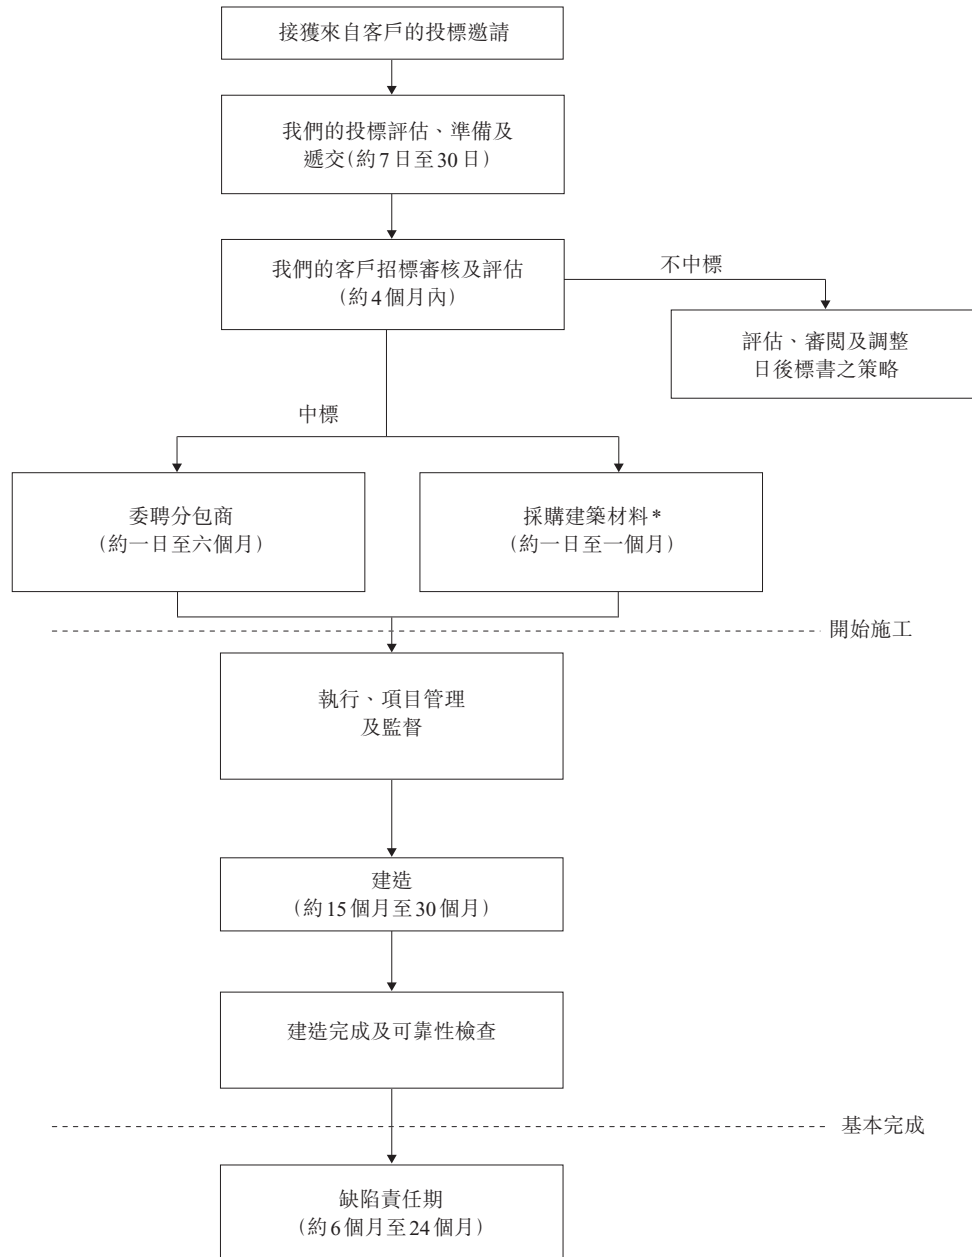 接獲來自客戶的投標邀請
我們的投標評估、準備及
遞交(約7日至30日)
我們的客戶招標審核及評估
(約4個月內)
不中標
評估、審閱及調整
日後標書之策略
中標
委聘分包商
(約一日至六個月)
採購建築材料*
(約一日至一個月)
開始施工
執行、項目管理
及監督
建造
(約15個月至30個月)
建造完成及可靠性檢查
基本完成
缺陷責任期
(約6個月至24個月)